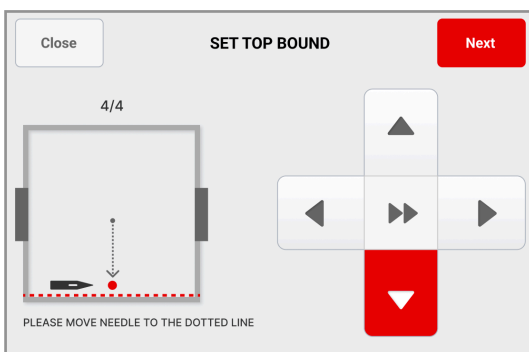 Close
SET TOP BOUND
Next
4/4
PLEASE MOVE NEEDLE TO THE DOTTED LINE